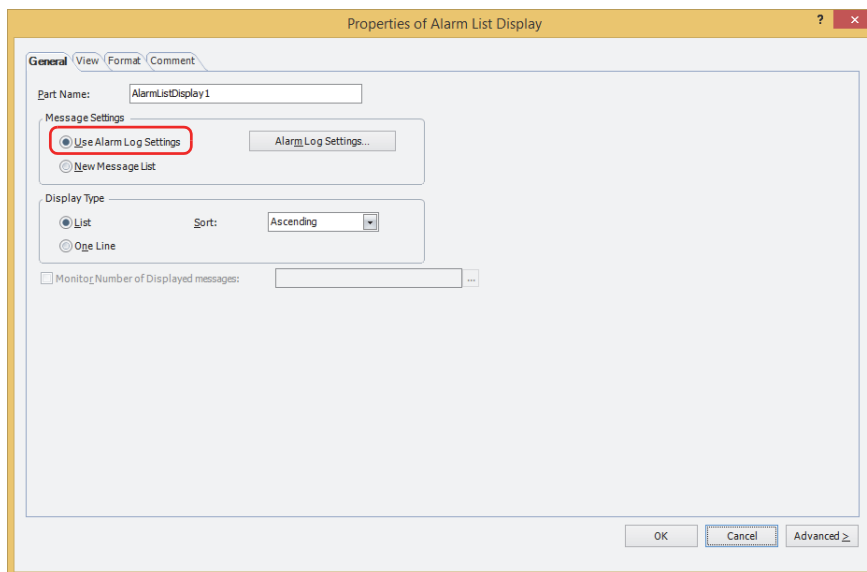 Properties of Alarm List Display ? ×
General View Format Comment
Part Name: AlarmListDisplay1
Message Settings
Use Alarm Log Settings Alarm Log Settings...
New Message List
Display Type
List Sort: Ascending
One Line
Monitor Number of Displayed messages: ...
OK Cancel Advanced >